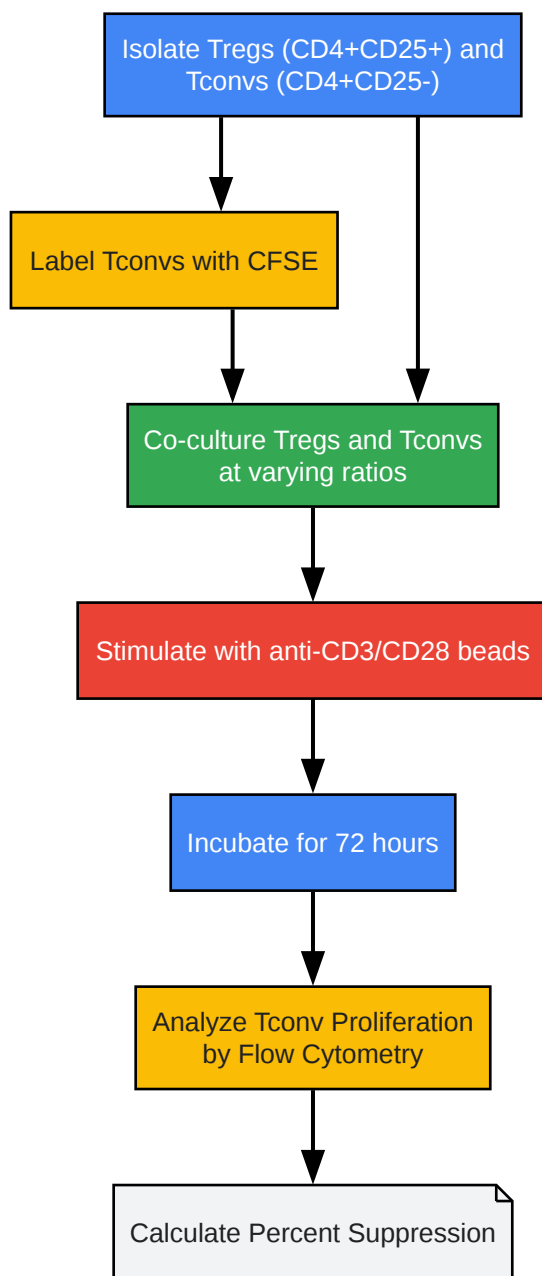 Isolate Tregs (CD4+CD25+) and
Tconvs (CD4+CD25-)
Label Tconvs with CFSE
Co-culture Tregs and Tconvs
at varying ratios
Stimulate with anti-CD3/CD28 beads
Incubate for 72 hours
Analyze Tconv Proliferation
by Flow Cytometry
Calculate Percent Suppression